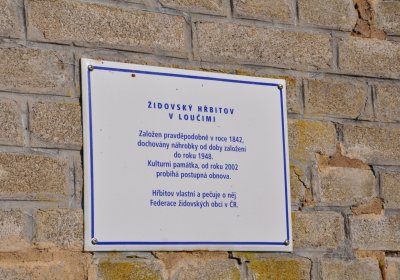 ŽIDOVSKÝ HŘBITOV
V LOUČIMI
Založen pravděpodobně v roce 1842,
dochovány náhrobky od doby založení
do roku 1948.
Kulturní památka, od roku 2002
probíhá postupná obnova.
Hřbitov vlastní a pečuje o něj
Federace židovských obcí v ČR.